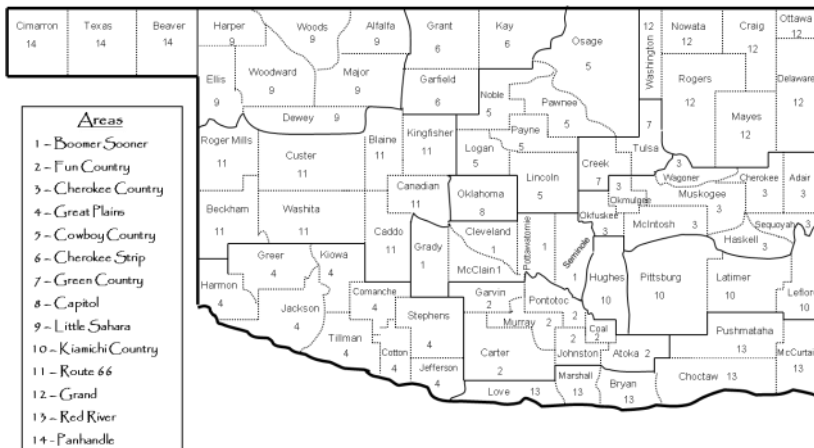 Cimarron
14
Texas
14
Beaver
14
Harper
9
Woods
9
Alfalfa
9
Grant
6
Kay
6
Osage
5
12
Washington
Nowata
12
Craig
12
Ottawa
12
Ellis
9
Woodward
9
Major
9
Garfield
6
Noble
5
Pawnee
5
Rogers
12
Mayes
12
Delaware
12
Dewey 9
Roger Mills
11
Custer
11
Blaine
11
Kingfisher
11
Logan
5
Payne
5
Lincoln
5
Creek
7
7
Tulsa
3
Wagoner
Cherokee
3
Adair
3
Canadian
11
Oklahoma
8
3
Okmulgee
Muskogee
3
Okfuskee
3
McIntosh 3
Sequoyah 3
Haskell 3
Beckham
11
Washita
11
Caddo
11
Grady
1
Cleveland
1
McClain 1
Pottawatomie
1
Seminole
1
Hughes
10
Pittsburg
10
Latimer
10
Leflore
10
Harmon
4
Greer
4
Kiowa
4
Jackson
4
Comanche
4
Tillman
4
Cotton
4
Stephens
4
Jefferson
4
Garvin
2
Murray
2
Pontotoc
2
Carter
2
Coal
2
2
Johnston
Atoka 2
Pushmataha
13
McCurtain
13
Love 13
Marshall
13
Bryan
13
Choctaw 13
Areas
1 - Boomer Sooner
2 - Fun Country
3 - Cherokee Country
4 - Great Plains
5 - Cowboy Country
6 - Cherokee Strip
7 - Green Country
8 - Capitol
9 - Little Sahara
10 - Kiamichi Country
11 - Route 66
12 - Grand
13 - Red River
14 - Panhandle